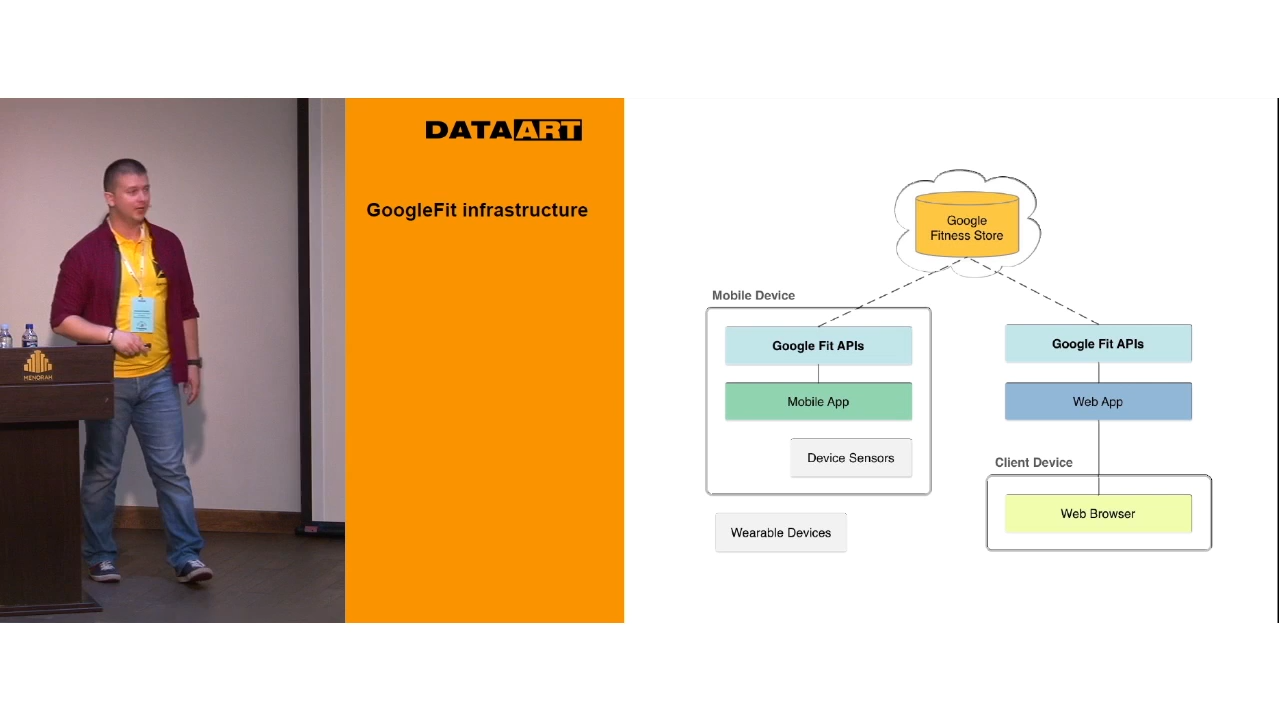 DATAART
GoogleFit infrastructure
Google
Fitness Store
Mobile Device
Google Fit APIs
Mobile App
Device Sensors
Wearable Devices
Google Fit APIs
Web App
Client Device
Web Browser
MENORAH